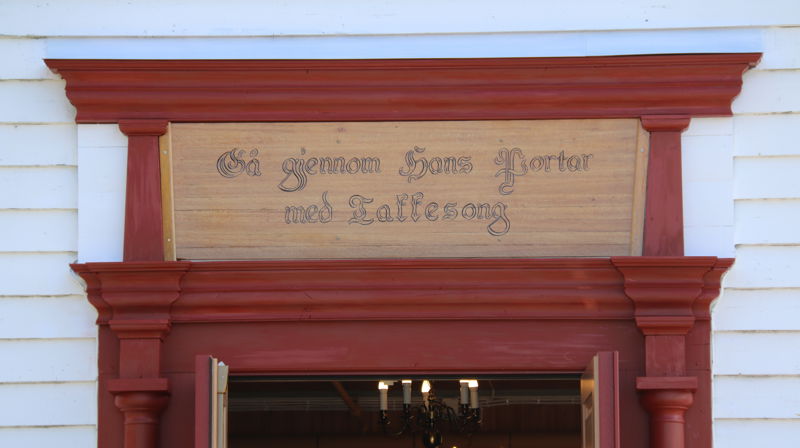 Gå gjennom Hans Portar
med Takkesong